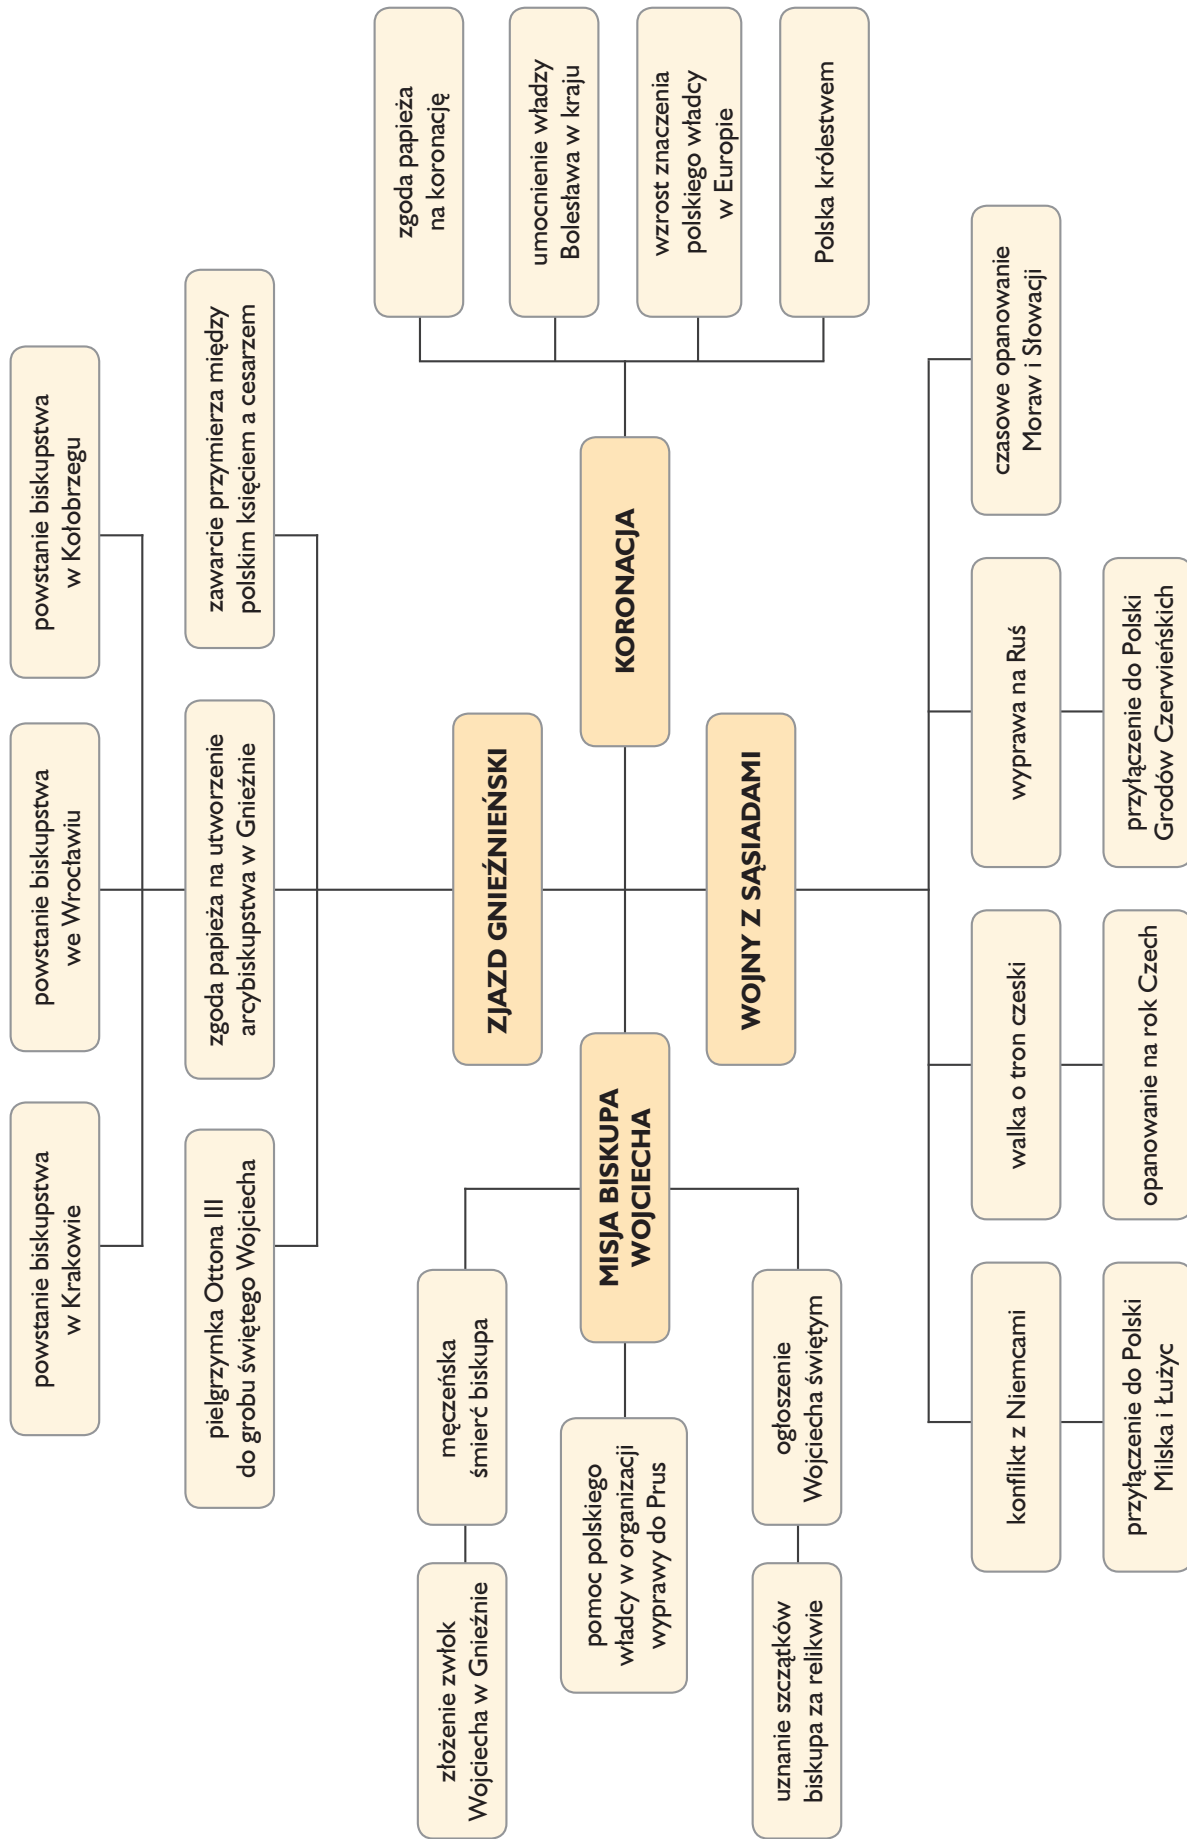 powstanie biskupstwa
w Krakowie
powstanie biskupstwa
we Wrocławiu
powstanie biskupstwa
w Kołobrzegu
pielgrzymka Ottona III
do grobu świętego Wojciecha
zgoda papieża na utworzenie
arcybiskupstwa w Gnieźnie
zawarcie przymierza między
polskim księciem a cesarzem
ZJAZD GNIEŹNIEŃSKI
złożenie zwłok
Wojciecha w Gnieźnie
męczeńska
śmierć biskupa
pomoc polskiego
władcy w organizacji
wyprawy do Prus
MISJA BISKUPA
WOJCIECHA
uznanie szczątków
biskupa za relikwie
ogłoszenie
Wojciecha świętym
KORONACJA
zgoda papieża
na koronację
umocnienie władzy
Bolesława w kraju
wzrost znaczenia
polskiego władcy
w Europie
Polska królestwem
WOJNY Z SĄSIADAMI
konflikt z Niemcami
walka o tron czeski
wyprawa na Ruś
czasowe opanowanie
Moraw i Słowacji
przyłączenie do Polski
Milska i Łużyc
opanowanie na rok Czech
przyłączenie do Polski
Grodów Czerwieńskich